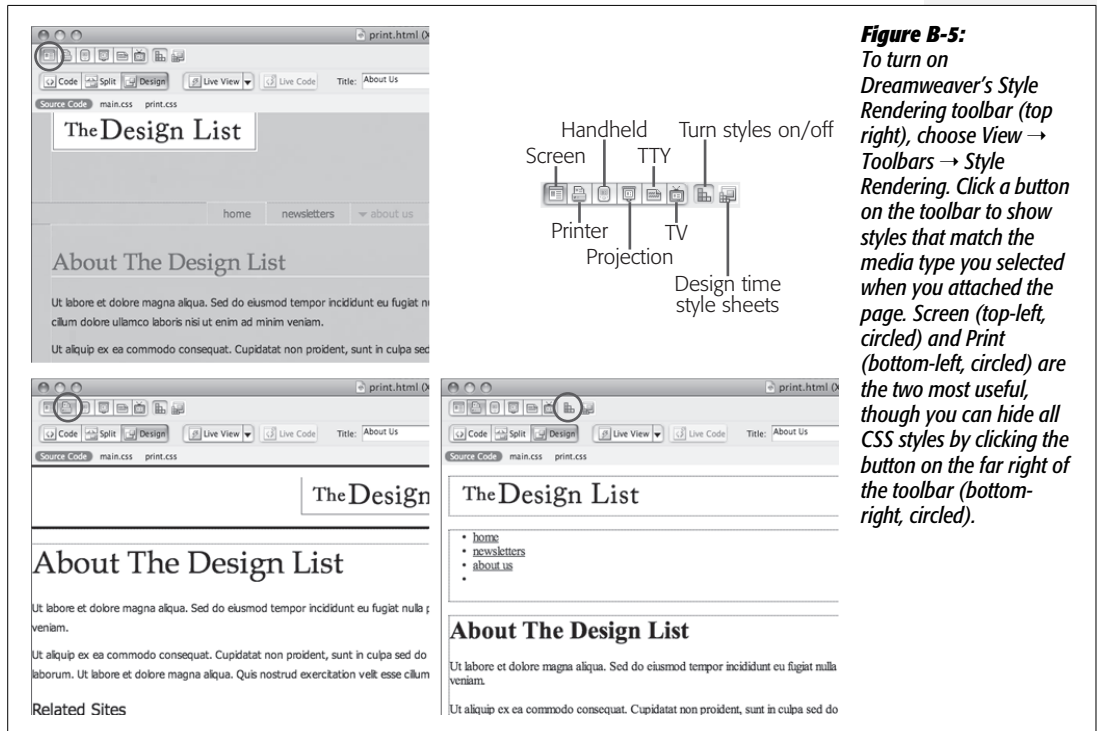 print.html (X
Code Split Design Live View Live Code Title: About Us
Source Code main.css print.css
The Design List
home newsletters about us
About The Design List
Ut labore et dolore magna aliqua. Sed do eiusmod tempor incididunt eu fugiat
cillum dolore ullamco laboris nisi ut enim ad minim veniam.
Ut aliquip ex ea commodo consequat. Cupidatat non proident, sunt in culpa sed
Handheld Turn styles on/off
Screen TTY
Printer TV
Projection
Design time
style sheets
print.html (X
Code Split Design Live View Live Code Title: About Us
Source Code main.css print.css
The Design
About The Design List
Ut labore et dolore magna aliqua. Sed do eiusmod tempor incididunt eu fugiat nulla
veniam.
Ut aliquip ex ea commodo consequat. Cupidatat non proident, sunt in culpa sed do
laborum. Ut labore et dolore magna aliqua. Quis nostrud exercitation velit esse cillum
Related Sites
print.html (X
Code Split Design Live View Live Code Title: About Us
Source Code main.css print.css
The Design List
• home
• newsletters
• about us
•
About The Design List
Ut labore et dolore magna aliqua. Sed do eiusmod tempor incididunt eu fugiat nulla
veniam.
Ut aliquip ex ea commodo consequat. Cupidatat non proident, sunt in culpa sed do
Figure B-5:
To turn on
Dreamweaver's Style
Rendering toolbar (top
right), choose View →
Toolbars → Style
Rendering. Click a button
on the toolbar to show
styles that match the
media type you selected
when you attached the
page. Screen (top-left,
circled) and Print
(bottom-left, circled) are
the two most useful,
though you can hide all
CSS styles by clicking the
button on the far right of
the toolbar (bottom-
right, circled).